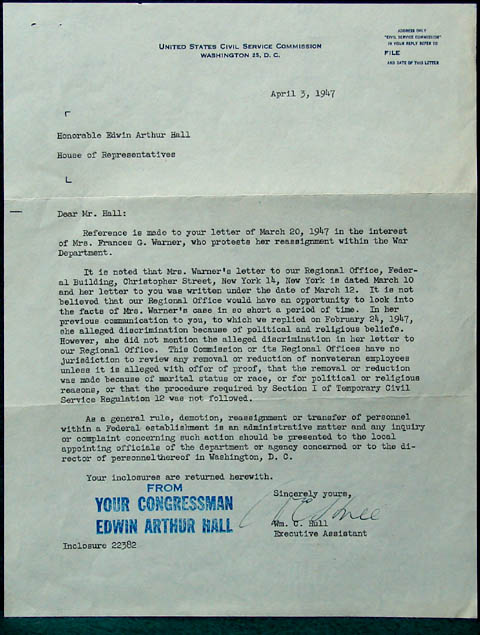 UNITED STATES CIVIL SERVICE COMMISSION
WASHINGTON 25, D. C.
ADDRESS ONLY
"CIVIL SERVICE COMMISSION"
IN YOUR REPLY REFER TO
FILE
AND DATE OF THIS LETTER
April 3, 1947
Honorable Edwin Arthur Hall
House of Representatives
Dear Mr. Hall:
Reference is made to your letter of March 20, 1947 in the interest
of Mrs. Frances G. Warner, who protests her reassignment within the War
Department.
It is noted that Mrs. Warner's letter to our Regional Office, Feder-
al Building, Christopher Street, New York 14, New York is dated March 10
and her letter to you was written under the date of March 12. It is not
believed that our Regional Office would have an opportunity to look into
the facts of Mrs. Warner's case in so short a period of time. In her
previous communication to you, to which we replied on February 24, 1947,
she alleged discrimination because of political and religious beliefs.
However, she did not mention the alleged discrimination in her letter to
our Regional Office. This Commission or its Regional Offices have no
jurisdiction to review any removal or reduction of nonveteran employees
unless it is alleged with offer of proof, that the removal or reduction
was made because of marital status or race, or for political or religious
reasons, or that the procedure required by Section I of Temporary Civil
Service Regulation 12 was not followed.
As a general rule, demotion, reassignment or transfer of personnel
within a Federal establishment is an administrative matter and any inquiry
or complaint concerning such action should be presented to the local
appointing officials of the department or agency concerned or to the di-
rector of personnelthereof in Washington, D. C.
Your inclosures are returned herewith.
FROM
YOUR CONGRESSMAN
EDWIN ARTHUR HALL
Sincerely yours,
Wm. C. Hull
Executive Assistant
Inclosure 22382